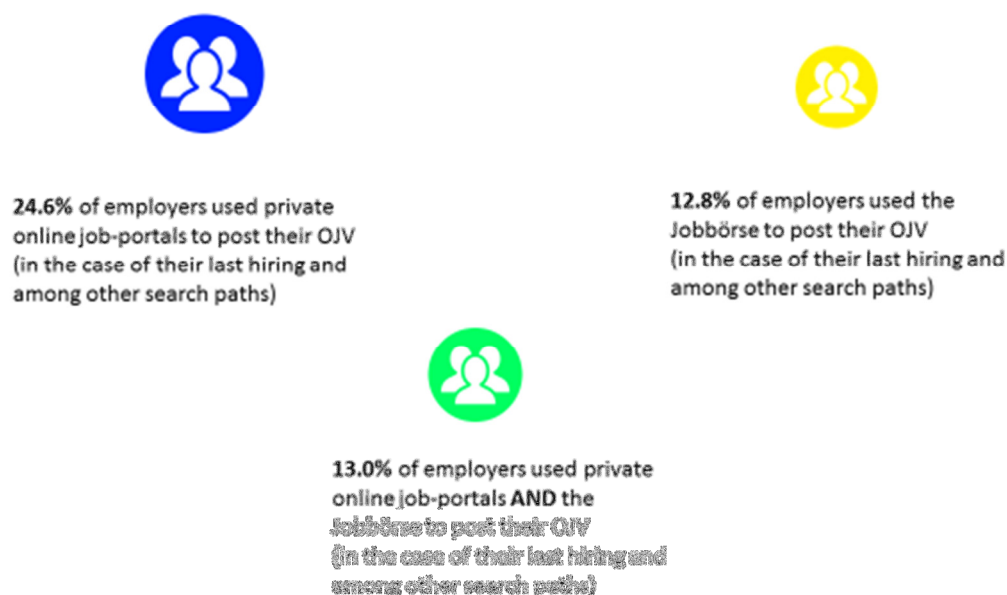 24.6% of employers used private
online job-portals to post their OJV
(in the case of their last hiring and
among other search paths)
12.8% of employers used the
Jobbörse to post their OJV
(in the case of their last hiring and
among other search paths)
13.0% of employers used private
online job-portals AND the
Jobbörse to post their OJV
(in the case of their last hiring and
among other search paths)